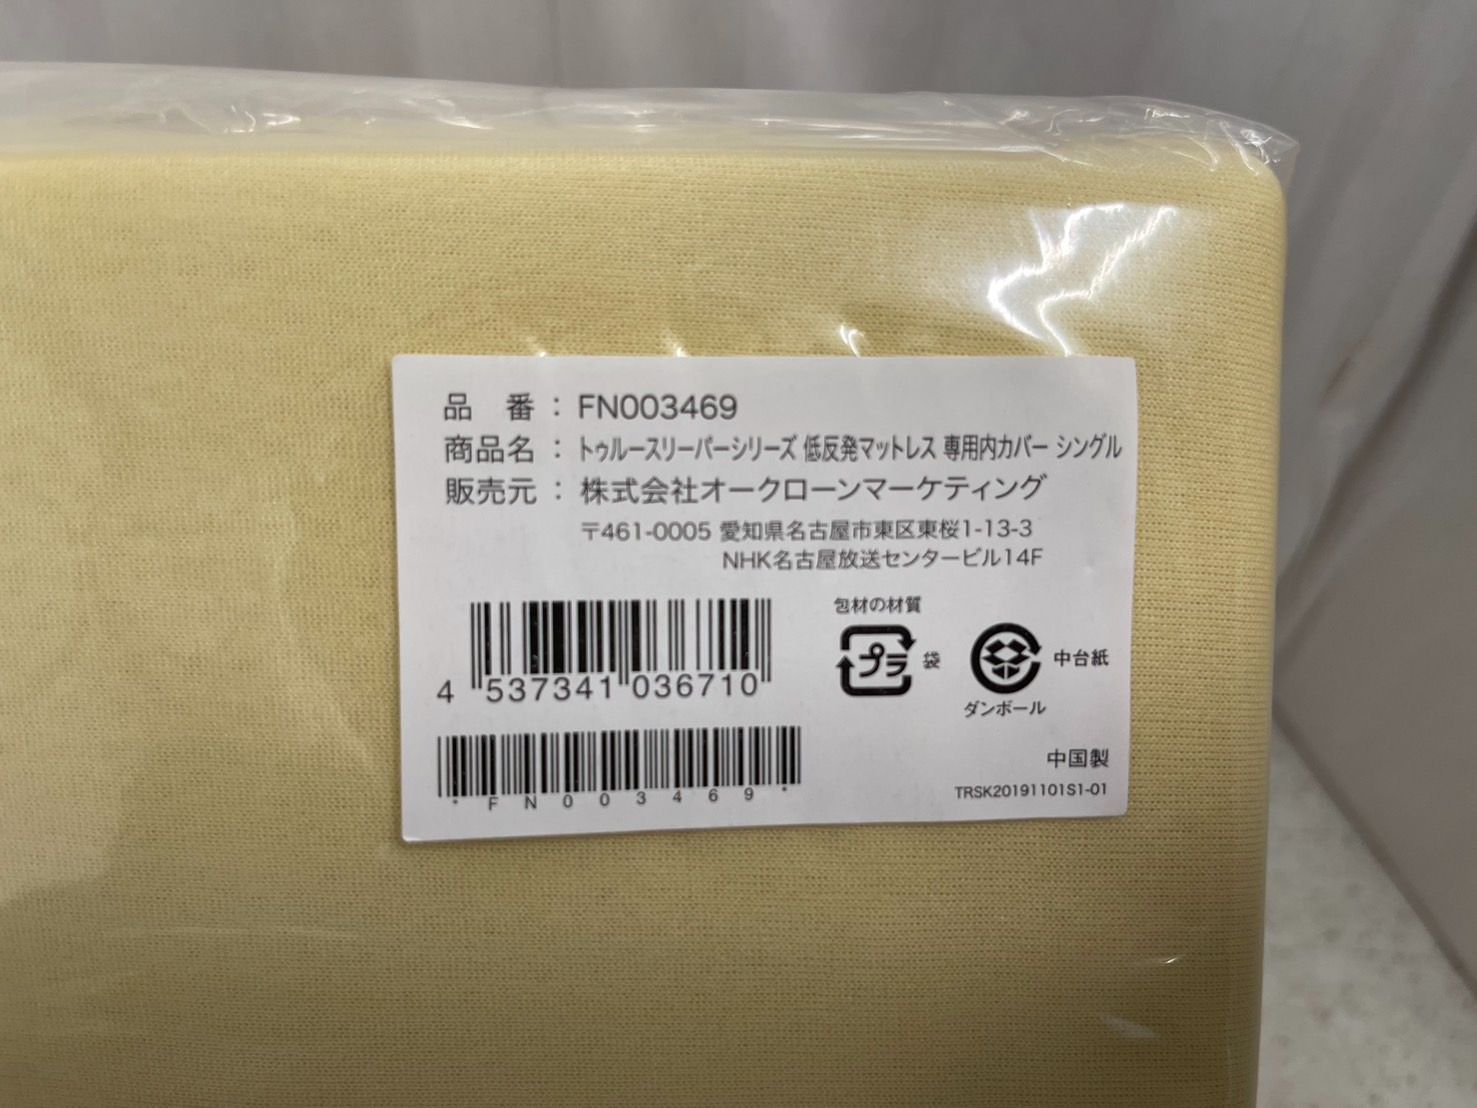 品　番：FN003469
商品名：トゥルースリーパーシリーズ 低反発マットレス 専用内カバー シングル
販売元：株式会社オークローンマーケティング
〒461-0005 愛知県名古屋市東区東桜1-13-3
NHK名古屋放送センタービル14F
包材の材質
プラ 袋
中台紙
ダンボール
4 537341 036710
*FN003469*
中国製
TRSK20191101S1-01